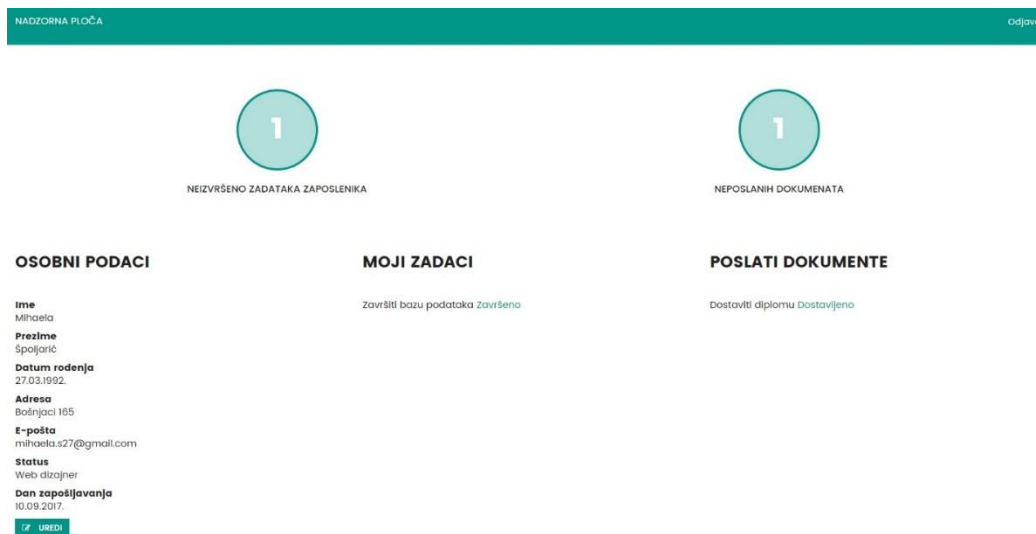 NADZORNA PLOČA
1
1
NEIZVRŠENO ZADATAKA ZAPOSLENIKA
NEPOSLANIH DOKUMENATA
OSOBNI PODACI
Ime
Mihaela
Prezime
Špoljarić
Datum rođenja
27.03.1992.
Adresa
Bošnjaci 165
E-pošta
mihaela.s27@gmail.com
Status
Web dizajner
Dan zapošljavanja
10.09.2017.
UREDI
MOJI ZADACI
Završiti bazu podataka Završeno
POSLATI DOKUMENTE
Dostaviti diplomu Dostavljeno